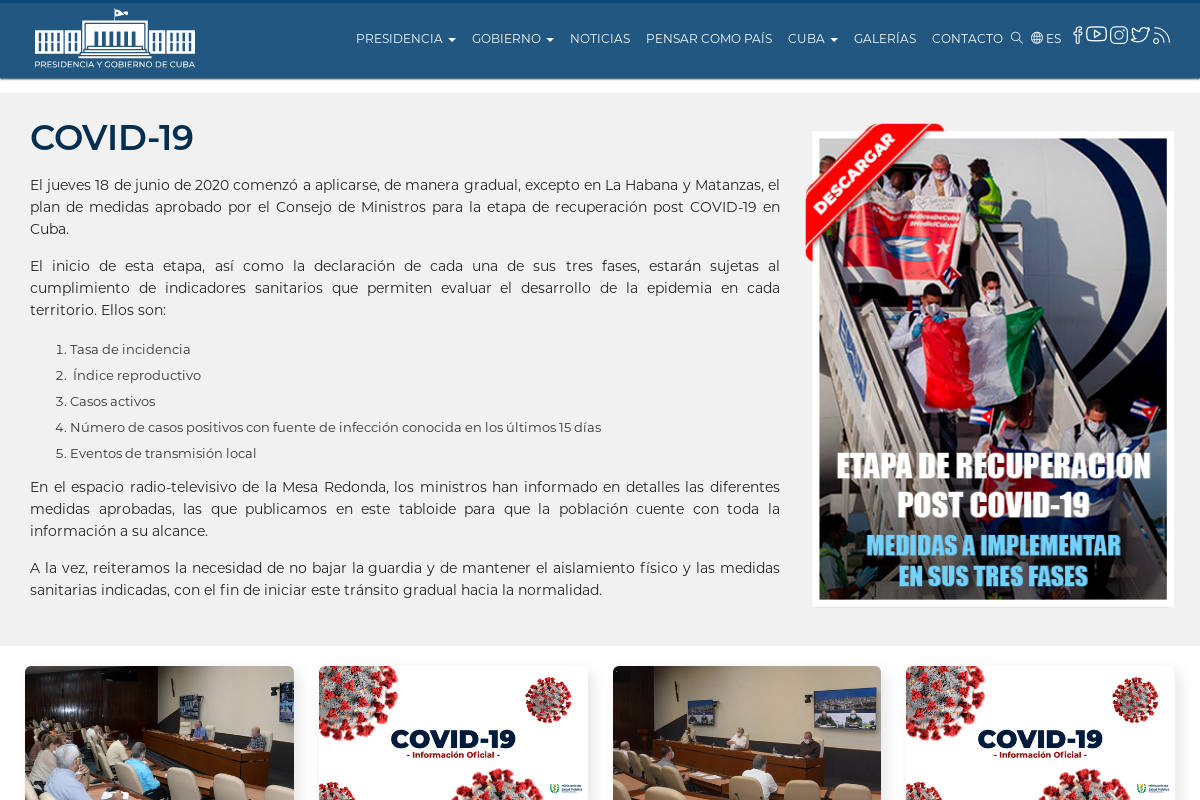 PRESIDENCIA Y GOBIERNO DE CUBA
PRESIDENCIA GOBIERNO NOTICIAS PENSAR COMO PAÍS CUBA GALERÍAS CONTACTO ES
COVID-19
El jueves 18 de junio de 2020 comenzó a aplicarse, de manera gradual, excepto en La Habana y Matanzas, el
plan de medidas aprobado por el Consejo de Ministros para la etapa de recuperación post COVID-19 en
Cuba.
El inicio de esta etapa, así como la declaración de cada una de sus tres fases, estarán sujetas al
cumplimiento de indicadores sanitarios que permiten evaluar el desarrollo de la epidemia en cada
territorio. Ellos son:
1. Tasa de incidencia
2. Índice reproductivo
3. Casos activos
4. Número de casos positivos con fuente de infección conocida en los últimos 15 días
5. Eventos de transmisión local
En el espacio radio-televisivo de la Mesa Redonda, los ministros han informado en detalles las diferentes
medidas aprobadas, las que publicamos en este tabloide para que la población cuente con toda la
información a su alcance.
A la vez, reiteramos la necesidad de no bajar la guardia y de mantener el aislamiento físico y las medidas
sanitarias indicadas, con el fin de iniciar este tránsito gradual hacia la normalidad.
DESCARGAR
ETAPA DE RECUPERACIÓN
POST COVID-19
MEDIDAS A IMPLEMENTAR
EN SUS TRES FASES
COVID-19
- Información Oficial -
Ministerio de
Salud Pública
COVID-19
- Información Oficial -
Ministerio de
Salud Pública